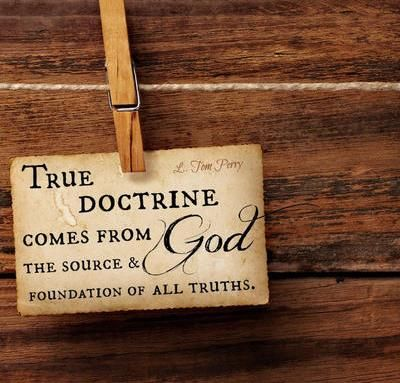 L. Tom Perry
True
doctrine
comes from God
the source &
foundation of all truths.